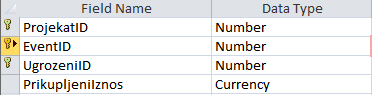 Field Name Data Type
ProjekatID Number
EventID Number
UgrozeniID Number
PrikupljeniIznos Currency